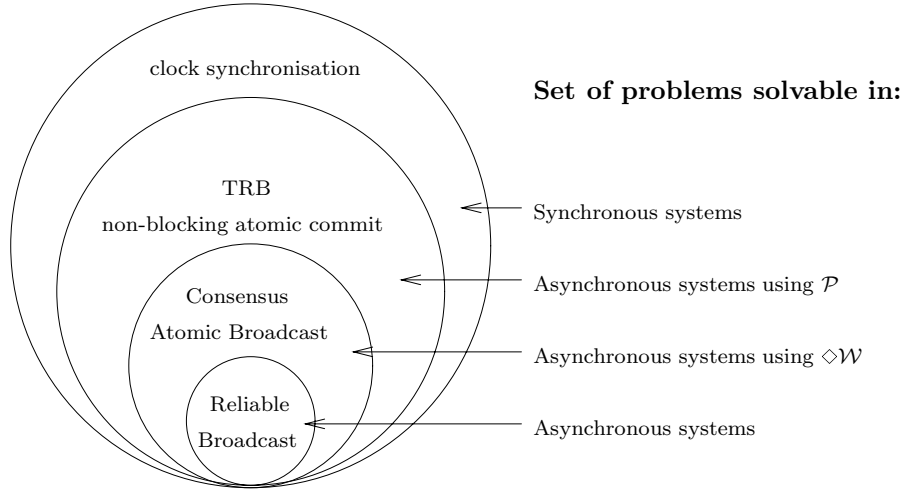 clock synchronisation
Set of problems solvable in:
TRB
non-blocking atomic commit
Synchronous systems
Asynchronous systems using 𝒫
Consensus
Atomic Broadcast
Asynchronous systems using ◇𝒲
Reliable
Broadcast
Asynchronous systems